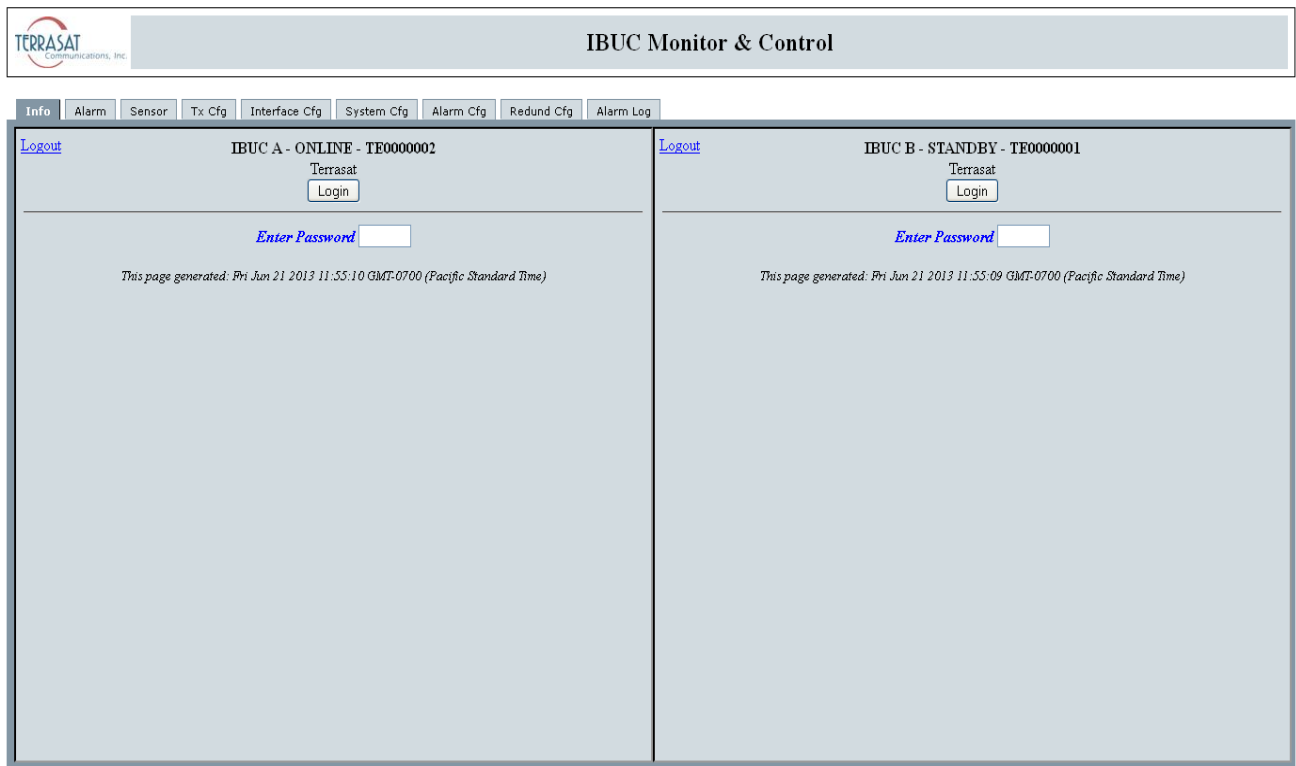 TERRASAT
Communications, Inc.
IBUC Monitor & Control
Info Alarm Sensor Tx Cfg Interface Cfg System Cfg Alarm Cfg Redund Cfg Alarm Log
Logout
IBUC A - ONLINE - TE0000002
Terrasat
Login
Enter Password
This page generated: Fri Jun 21 2013 11:55:10 GMT-0700 (Pacific Standard Time)
Logout
IBUC B - STANDBY - TE0000001
Terrasat
Login
Enter Password
This page generated: Fri Jun 21 2013 11:55:09 GMT-0700 (Pacific Standard Time)